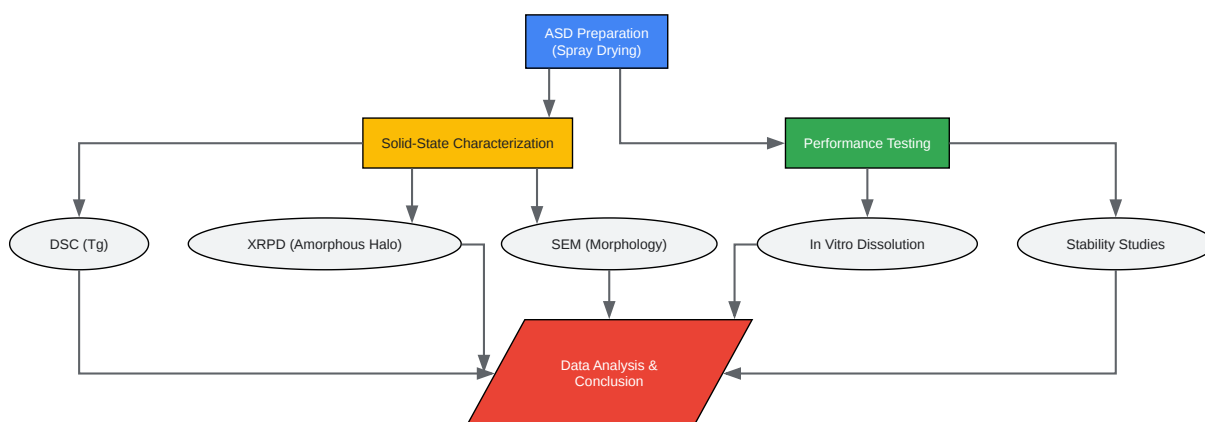 ASD Preparation
(Spray Drying)
Solid-State Characterization
Performance Testing
DSC (Tg)
XRPD (Amorphous Halo)
SEM (Morphology)
In Vitro Dissolution
Stability Studies
Data Analysis &
Conclusion